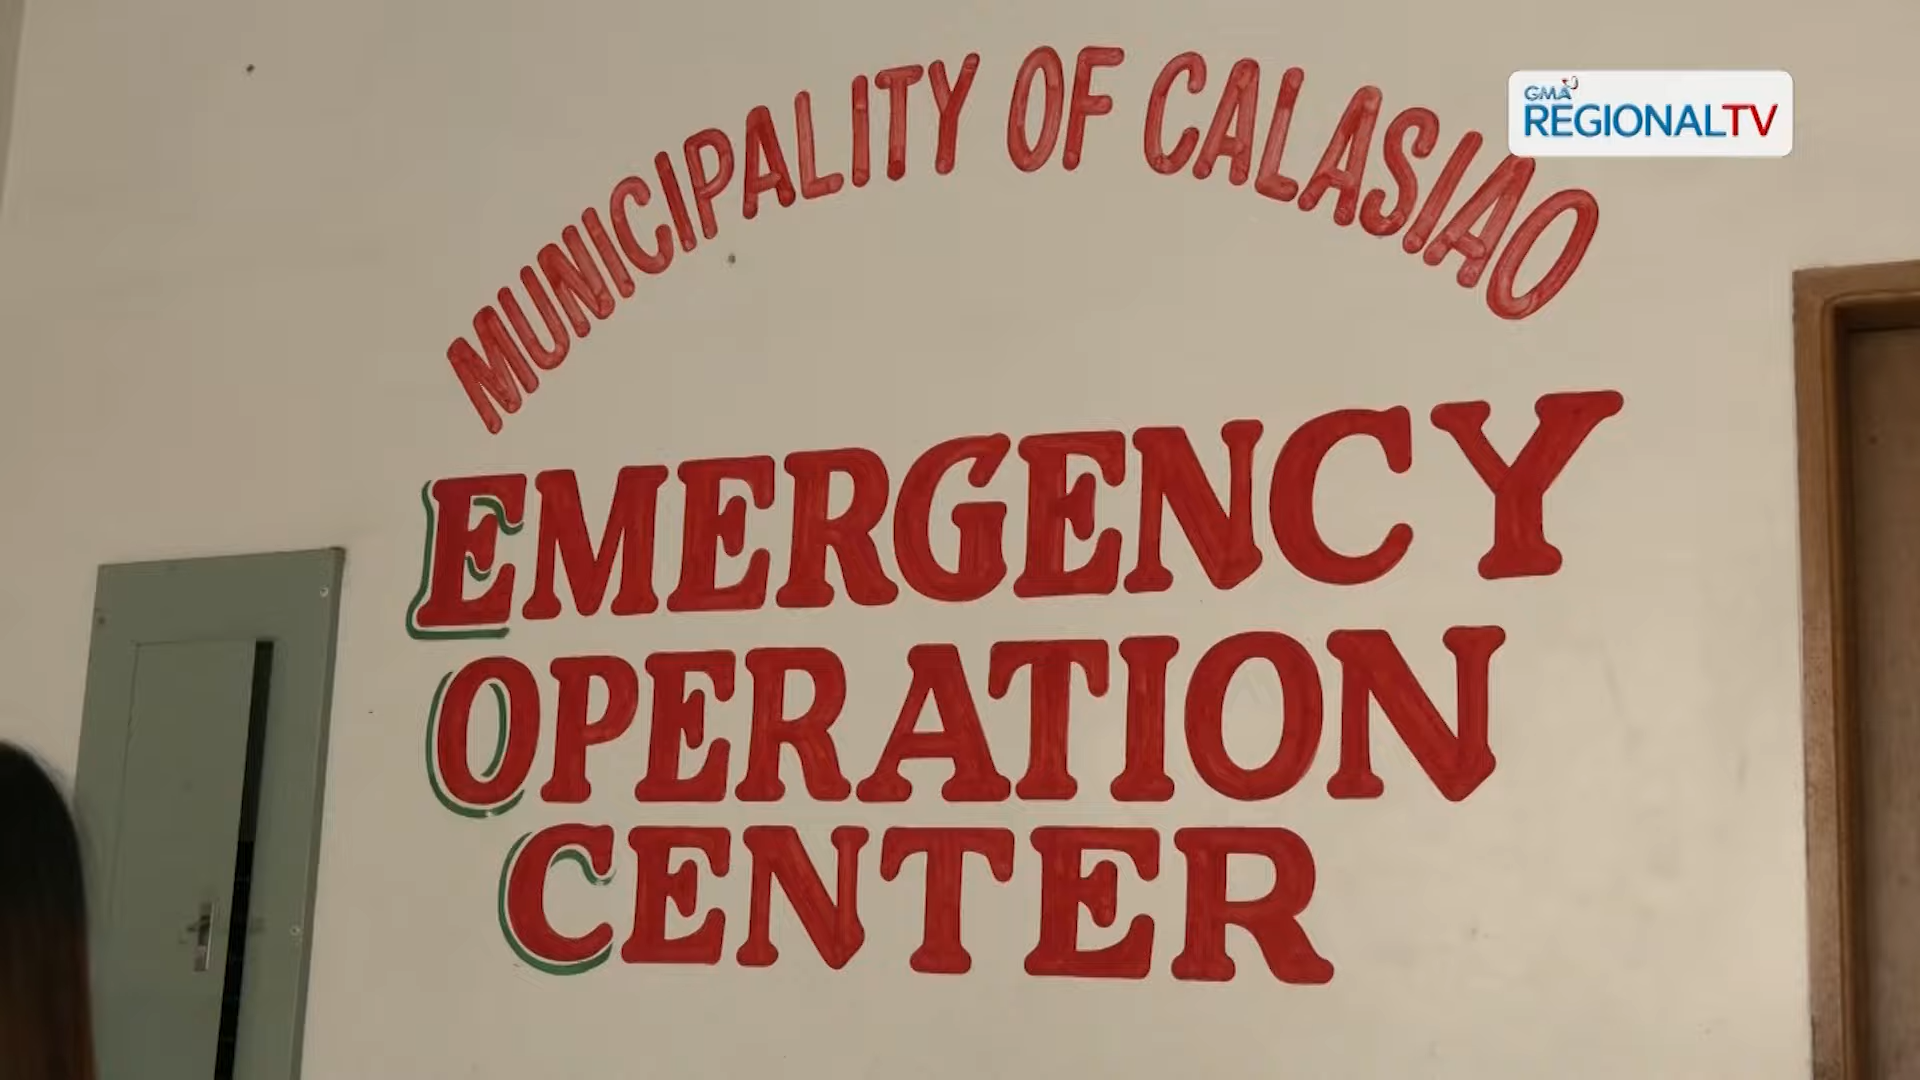 MUNICIPALITY OF CALASIAO
GMA
REGIONALTV
EMERGENCY
OPERATION
CENTER